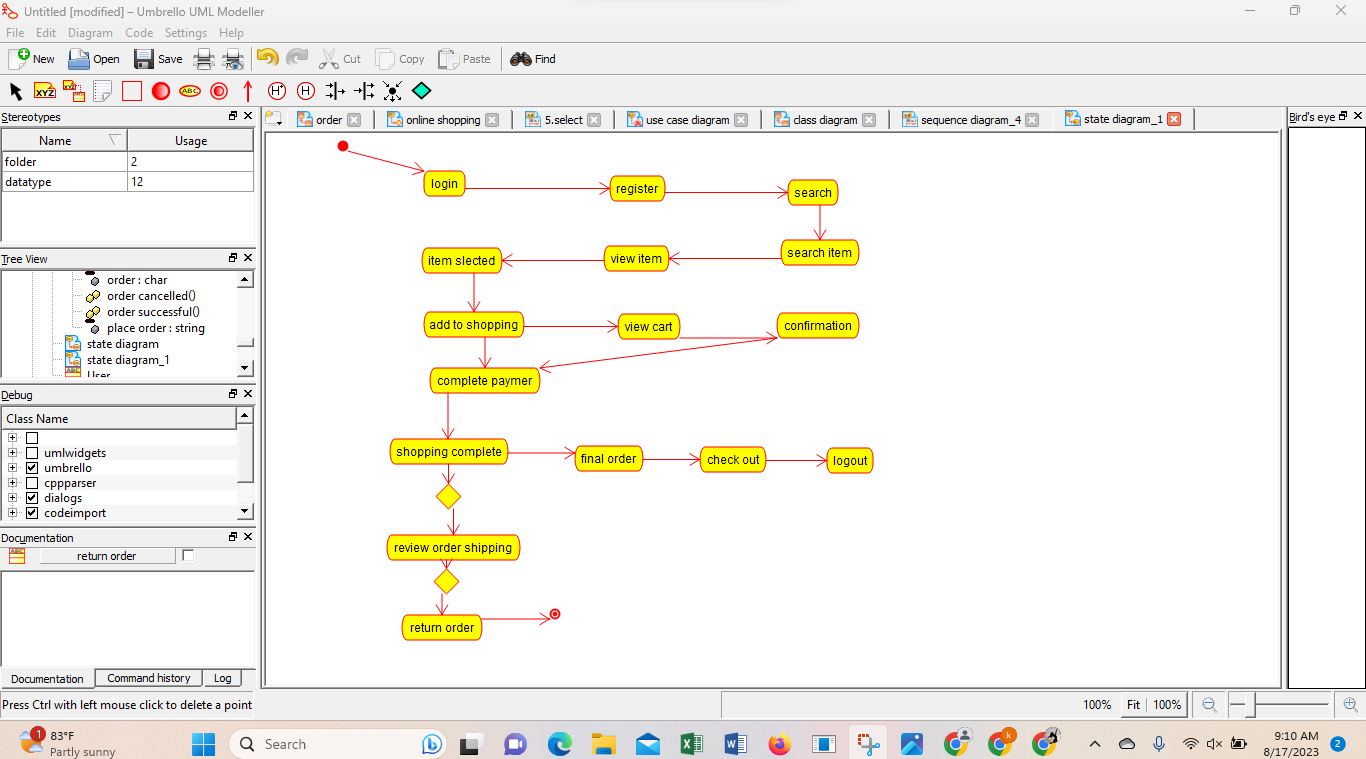 Untitled [modified] – Umbrello UML Modeller
File Edit Diagram Code Settings Help
New Open Save Cut Copy Paste Find
XYZ XYZ ABC H* H
Stereotypes
Name Usage
folder 2
datatype 12
Tree View
order : char
order cancelled()
order successful()
place order : string
state diagram
state diagram_1
User
Debug
Class Name
umlwidgets
umbrello
cppparser
dialogs
codeimport
Documentation
return order
Documentation Command history Log
Press Ctrl with left mouse click to delete a point
order online shopping 5.select use case diagram class diagram sequence diagram_4 state diagram_1
login register search
item slected view item search item
add to shopping view cart confirmation
complete paymer
shopping complete final order check out logout
review order shipping
return order
Bird's eye
100% Fit 100%
1 83°F
Partly sunny
Search
k
9:10 AM
8/17/2023
2